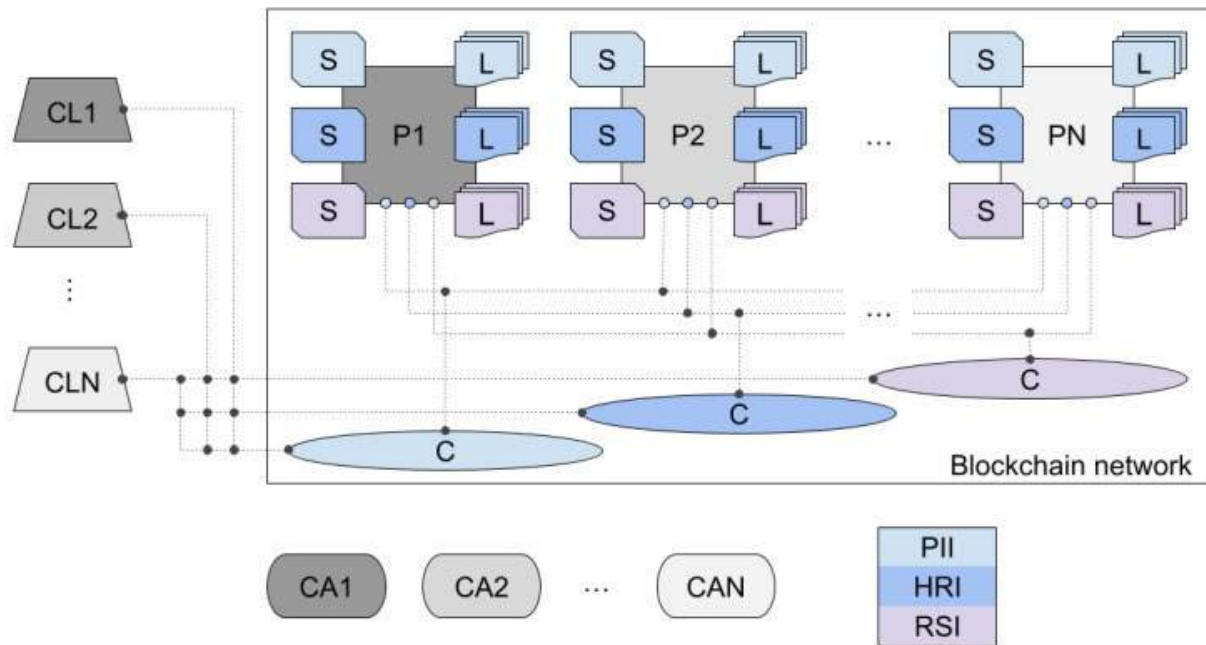 S L S L S L
CL1
S P1 L S P2 L ... S PN L
CL2
S L S L S L
⋮
...
CLN
C
C
C
Blockchain network
CA1 CA2 ... CAN
PII
HRI
RSI